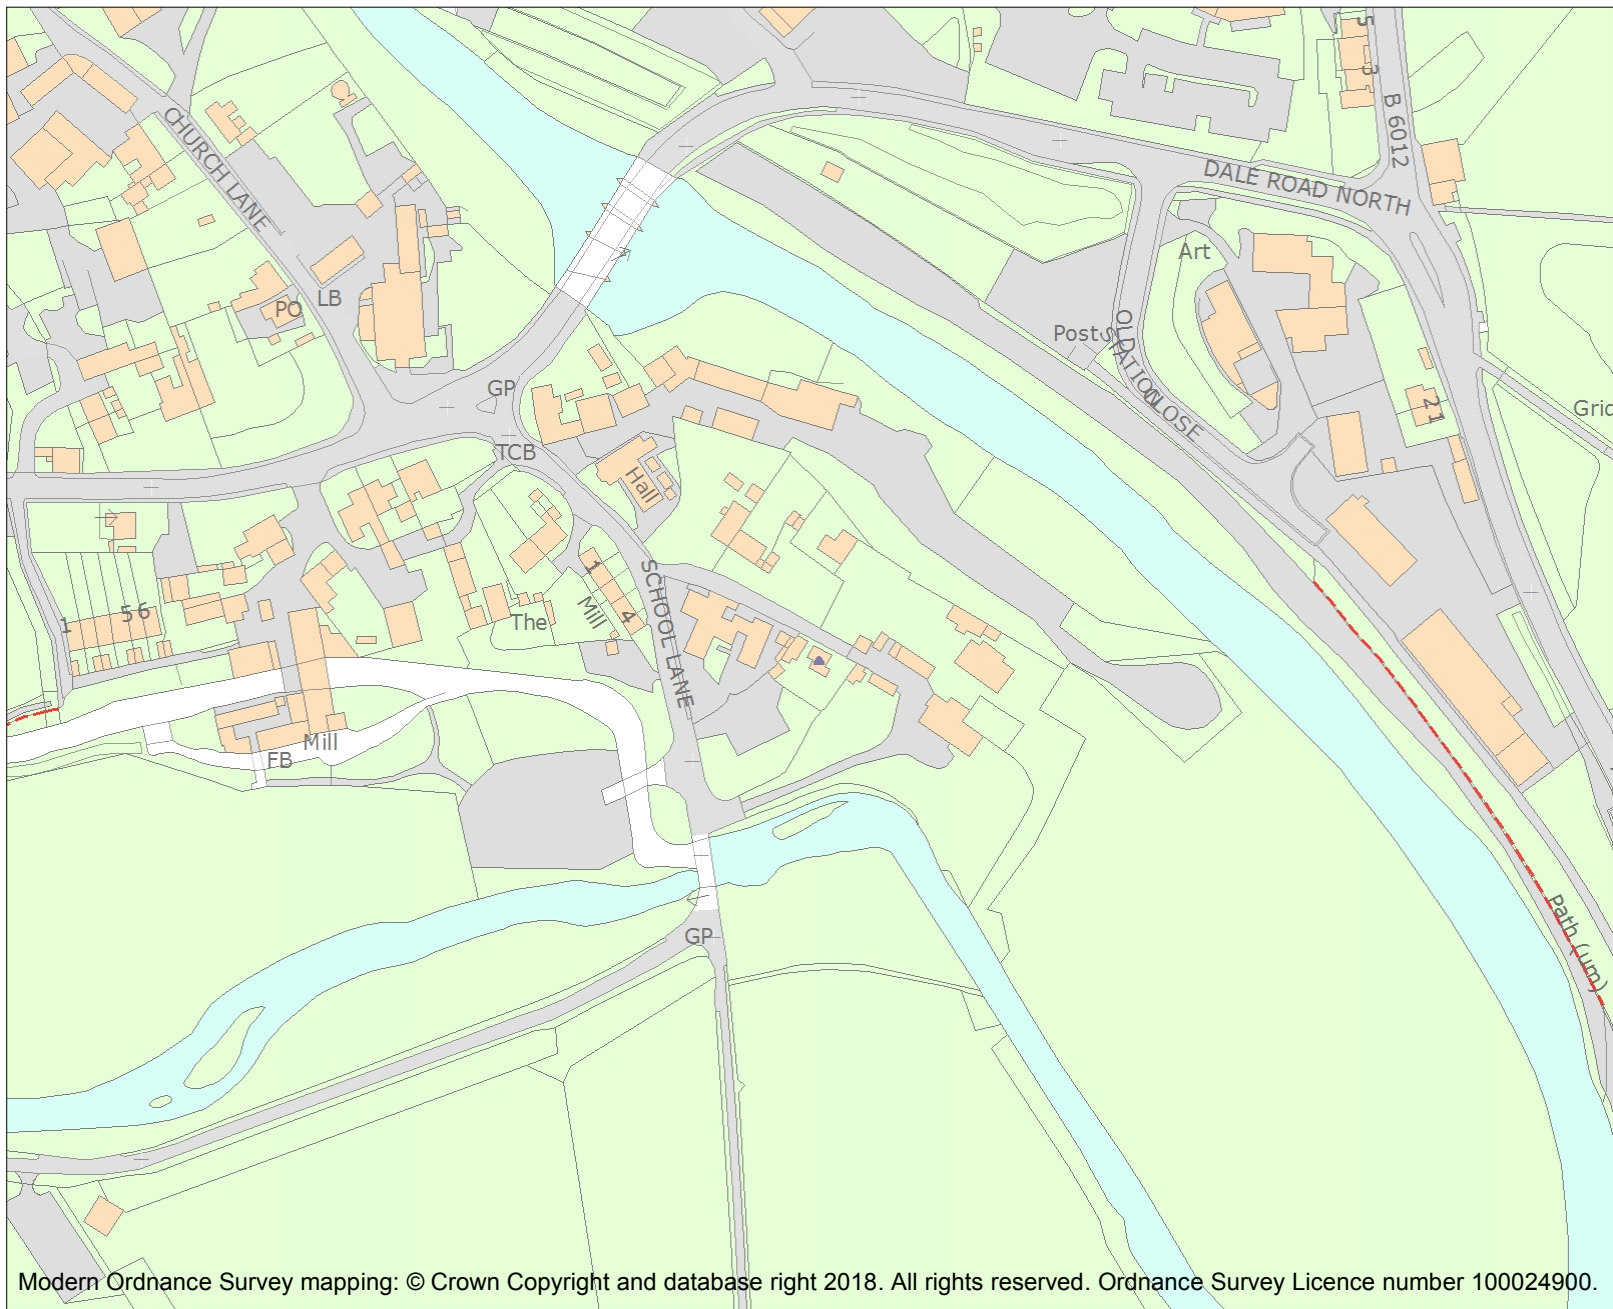 5
3
B 6012
CHURCH LANE
DALE ROAD NORTH
Art
PO
LB
Post
OLD
STATION
CLOSE
GP
21
TCB
Hall
SCHOOL LANE
1
5 6
1
Mill
4
The
Mill
FB
GP
Path (um)
Modern Ordnance Survey mapping: © Crown Copyright and database right 2018. All rights reserved. Ordnance Survey Licence number 100024900.